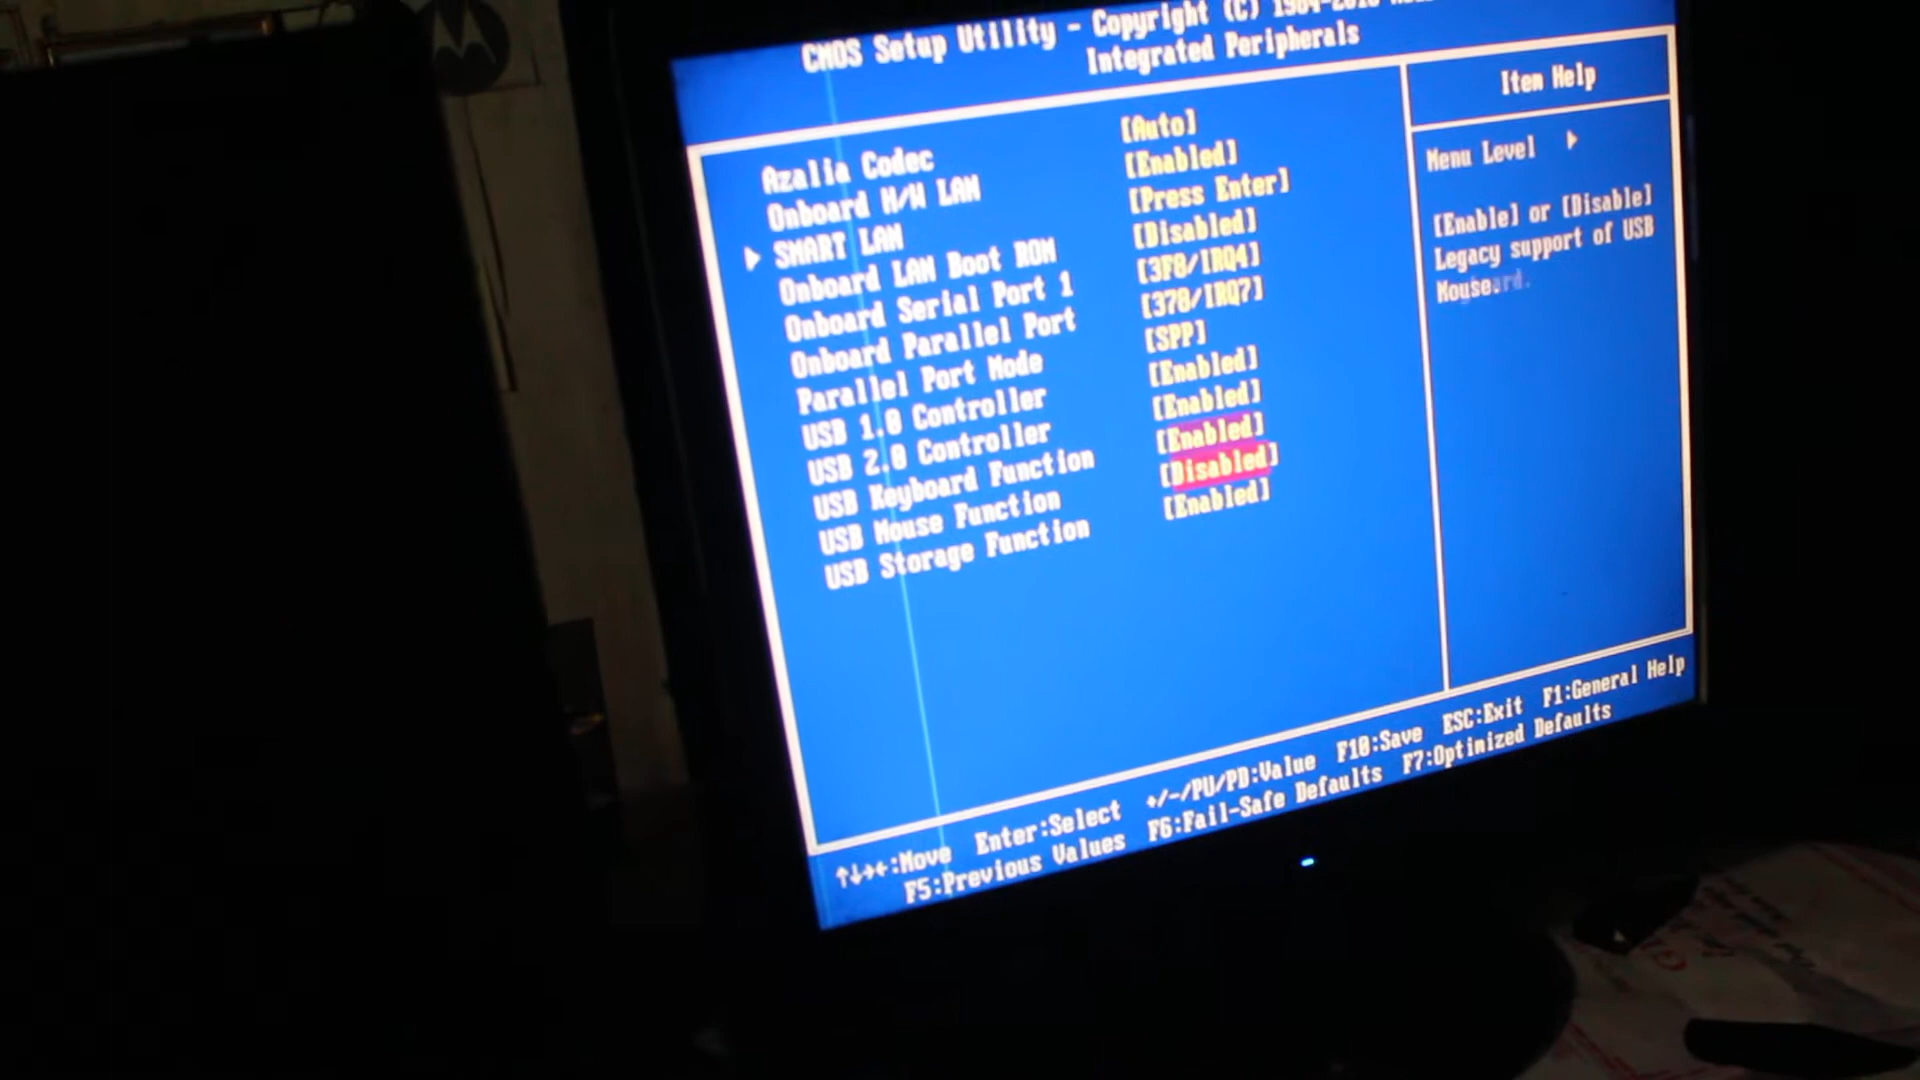 CMOS Setup Utility - Copyright (C) 1984-2010
Integrated Peripherals
Azalia Codec [Auto]
Onboard H/W LAN [Enabled]
SMART LAN [Press Enter]
Onboard LAN Boot ROM [Disabled]
Onboard Serial Port 1 [3F8/IRQ4]
Onboard Parallel Port [378/IRQ7]
Parallel Port Mode [SPP]
USB 1.0 Controller [Enabled]
USB 2.0 Controller [Enabled]
USB Keyboard Function [Enabled]
USB Mouse Function [Disabled]
USB Storage Function [Enabled]
Item Help
Menu Level ▶
[Enable] or [Disable]
Legacy support of USB
Mouse.
↑↓→←:Move Enter:Select +/-/PU/PD:Value F10:Save ESC:Exit F1:General Help
F5:Previous Values F6:Fail-Safe Defaults F7:Optimized Defaults